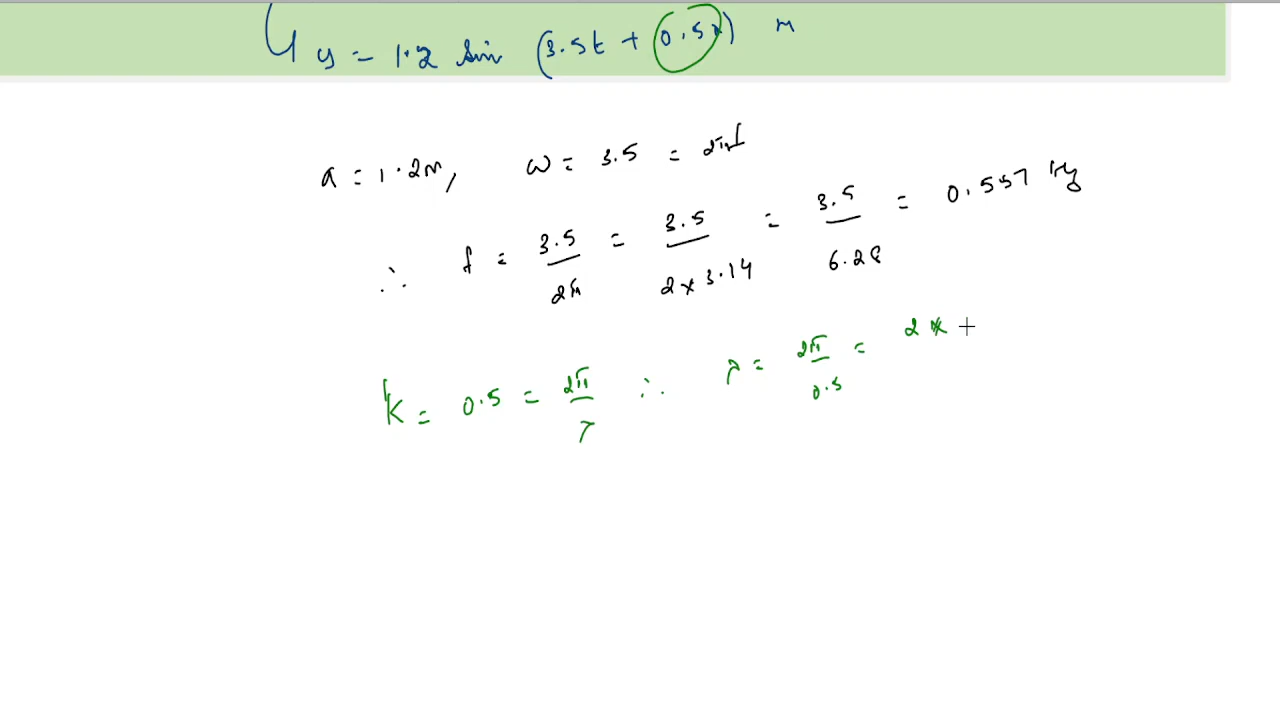 y = 1.2 sin (3.5t + 0.5x) m
a = 1.2m, ω = 3.5 = 2πf
∴ f = 3.5/2π = 3.5/2×3.14 = 3.5/6.28 = 0.557 Hz
K = 0.5 = 2π/λ ∴ λ = 2π/0.5 = 2×